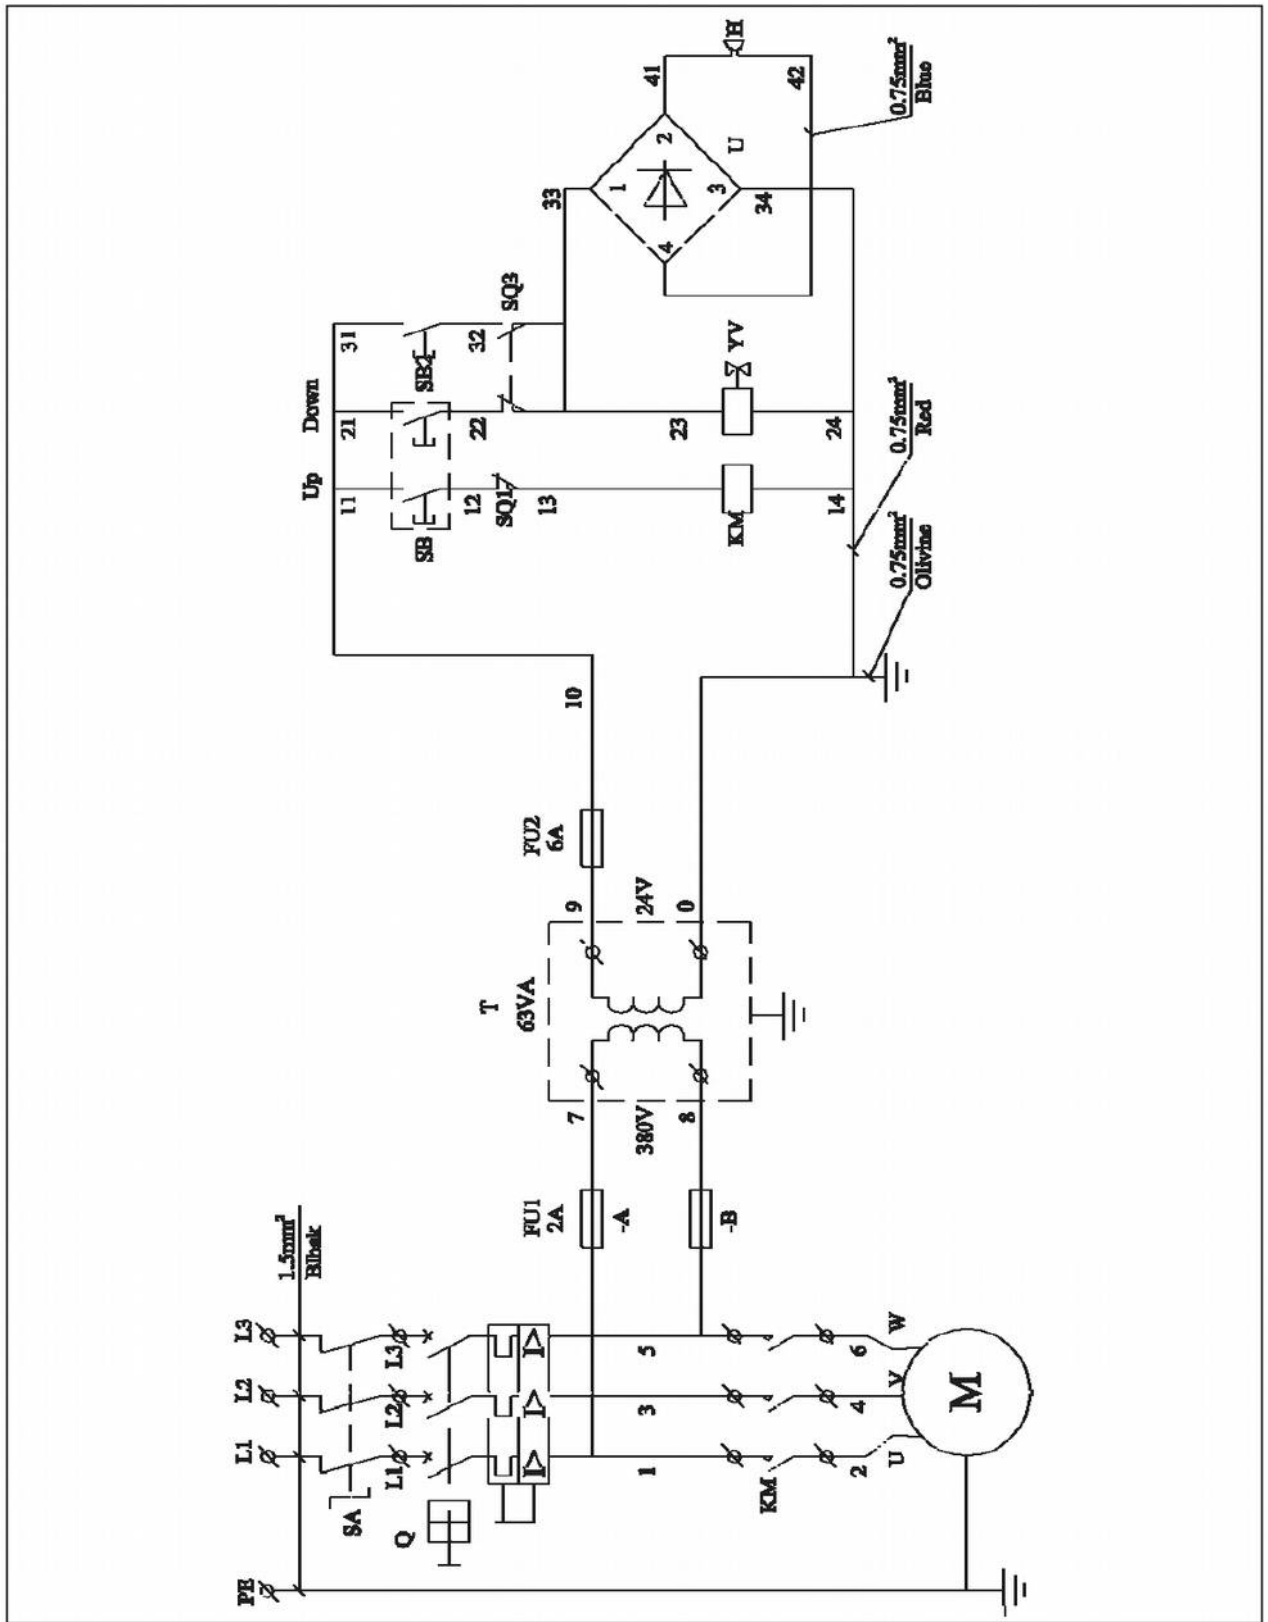 PE
L1
L2
L3
1.5mm²
Blbak
SA
L1
L2
L3
Q
I>
I>
I>
1
3
5
KM
2
4
6
U
V
W
M
FU1
2A
-A
-B
7
380V
8
T
63VA
9
24V
0
FU2
6A
10
Up
Down
11
21
31
SB
SB2
12
22
32
SQ1
SQ3
13
33
23
KM
YV
14
24
34
1
2
3
4
U
41
42
H
0.75mm²
Olivine
0.75mm²
Red
0.75mm²
Blue